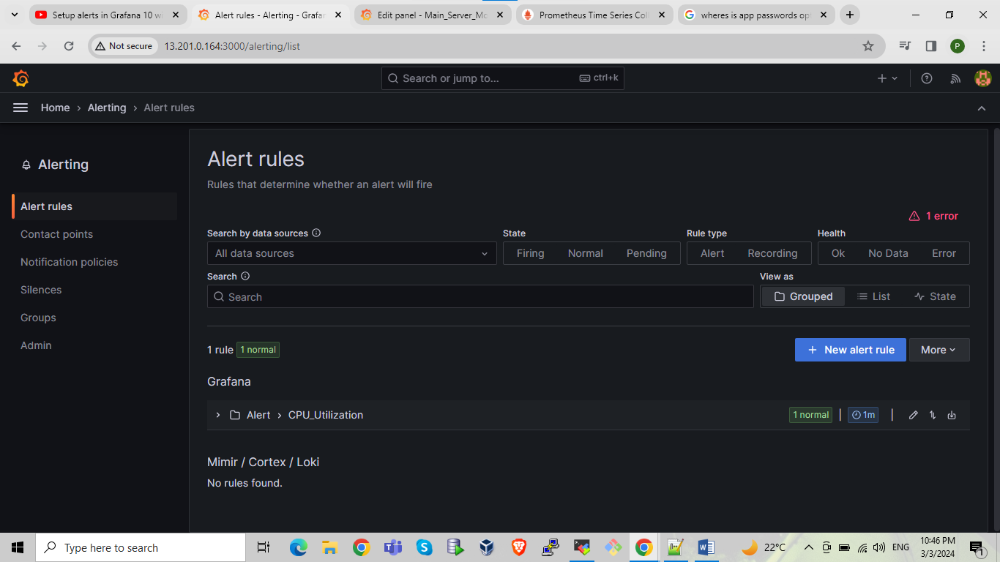 Setup alerts in Grafana 10 wi
Alert rules - Alerting - Grafar
Edit panel - Main_Server_Mc
Prometheus Time Series Coll
wheres is app passwords opt
Not secure
13.201.0.164:3000/alerting/list
P
Search or jump to...
ctrl+k
Home › Alerting › Alert rules
Alerting
Alert rules
Contact points
Notification policies
Silences
Groups
Admin
Alert rules
Rules that determine whether an alert will fire
1 error
Search by data sources
All data sources
State
Firing Normal Pending
Rule type
Alert Recording
Health
Ok No Data Error
Search
Search
View as
Grouped List State
1 rule 1 normal
+ New alert rule
More
Grafana
Alert › CPU_Utilization
1 normal
1m
Mimir / Cortex / Loki
No rules found.
Type here to search
22°C
ENG
10:46 PM
3/3/2024
1